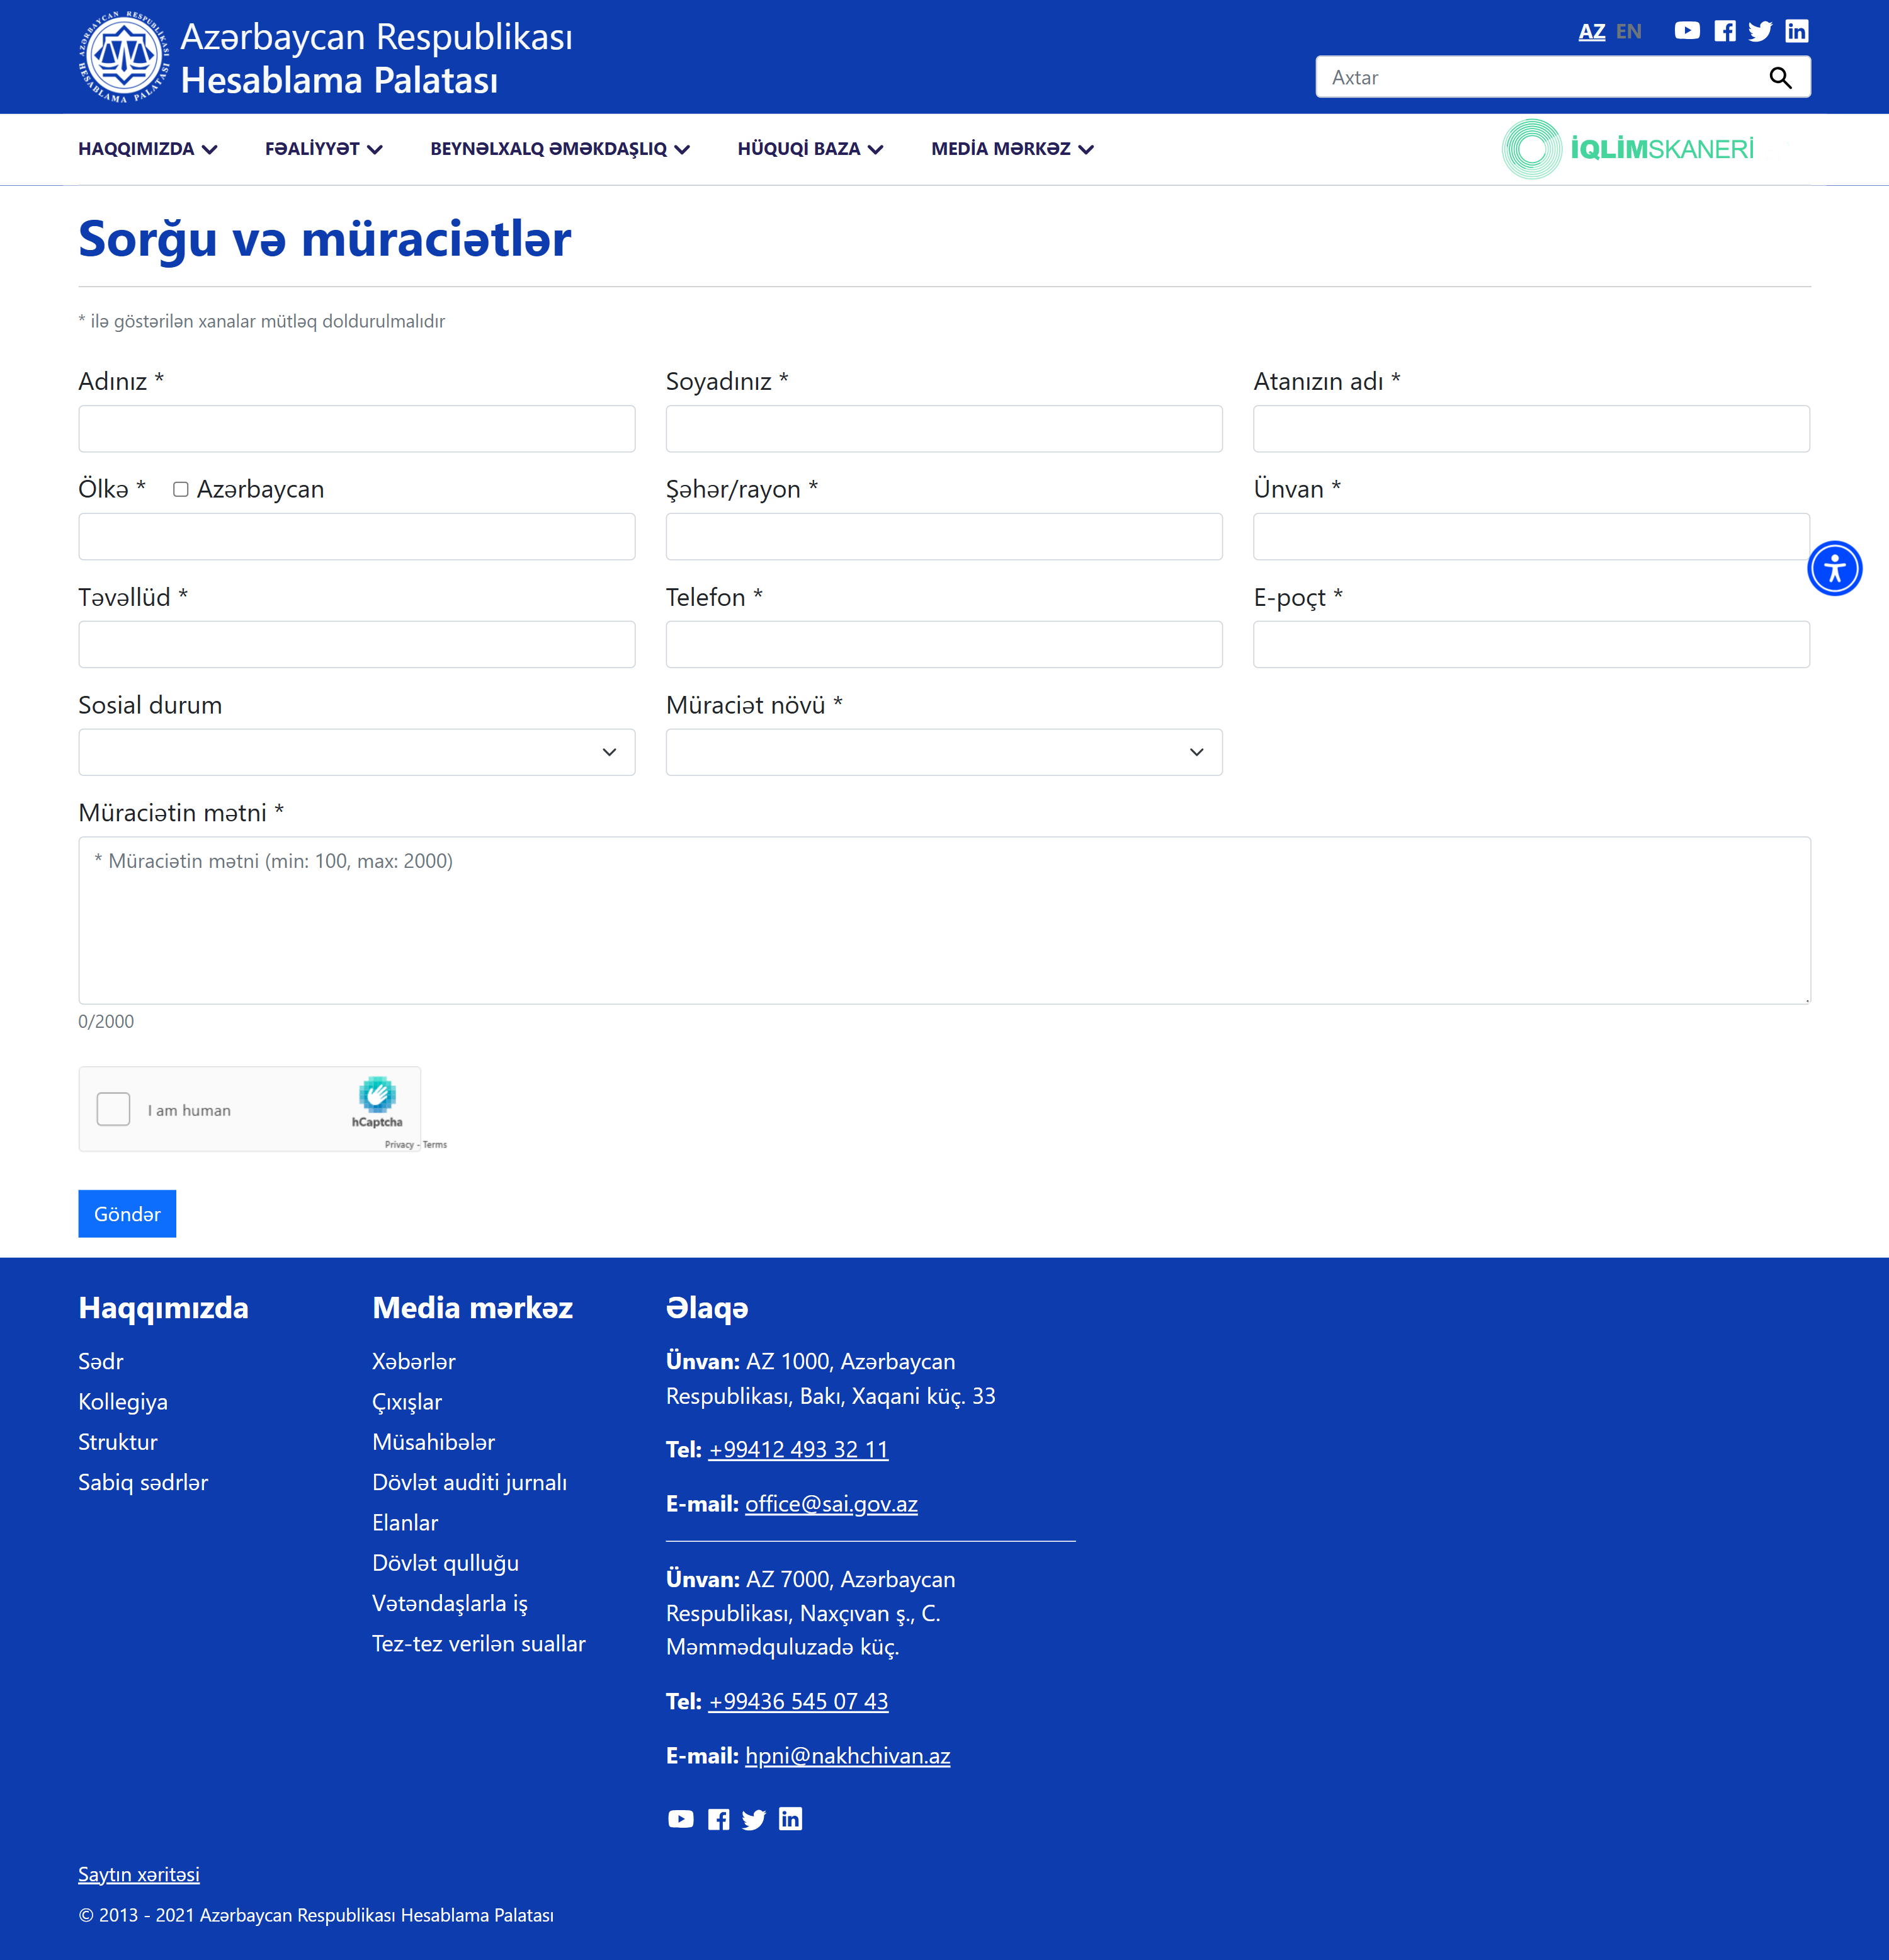 AZƏRBAYCAN RESPUBLİKASI
HESABLAMA PALATASI
Azərbaycan Respublikası
Hesablama Palatası
AZ EN
Axtar
HAQQIMIZDA
FƏALİYYƏT
BEYNƏLXALQ ƏMƏKDAŞLIQ
HÜQUQİ BAZA
MEDİA MƏRKƏZ
İQLİMSKANERİ
Sorğu və müraciətlər
* ilə göstərilən xanalar mütləq doldurulmalıdır
Adınız *
Soyadınız *
Atanızın adı *
Ölkə * Azərbaycan
Şəhər/rayon *
Ünvan *
Təvəllüd *
Telefon *
E-poçt *
Sosial durum
Müraciət növü *
Müraciətin mətni *
* Müraciətin mətni (min: 100, max: 2000)
0/2000
I am human
hCaptcha
Privacy - Terms
Göndər
Haqqımızda
Sədr
Kollegiya
Struktur
Sabiq sədrlər
Media mərkəz
Xəbərlər
Çıxışlar
Müsahibələr
Dövlət auditi jurnalı
Elanlar
Dövlət qulluğu
Vətəndaşlarla iş
Tez-tez verilən suallar
Əlaqə
Ünvan: AZ 1000, Azərbaycan
Respublikası, Bakı, Xaqani küç. 33
Tel: +99412 493 32 11
E-mail: office@sai.gov.az
Ünvan: AZ 7000, Azərbaycan
Respublikası, Naxçıvan ş., C.
Məmmədquluzadə küç.
Tel: +99436 545 07 43
E-mail: hpni@nakhchivan.az
Saytın xəritəsi
© 2013 - 2021 Azərbaycan Respublikası Hesablama Palatası